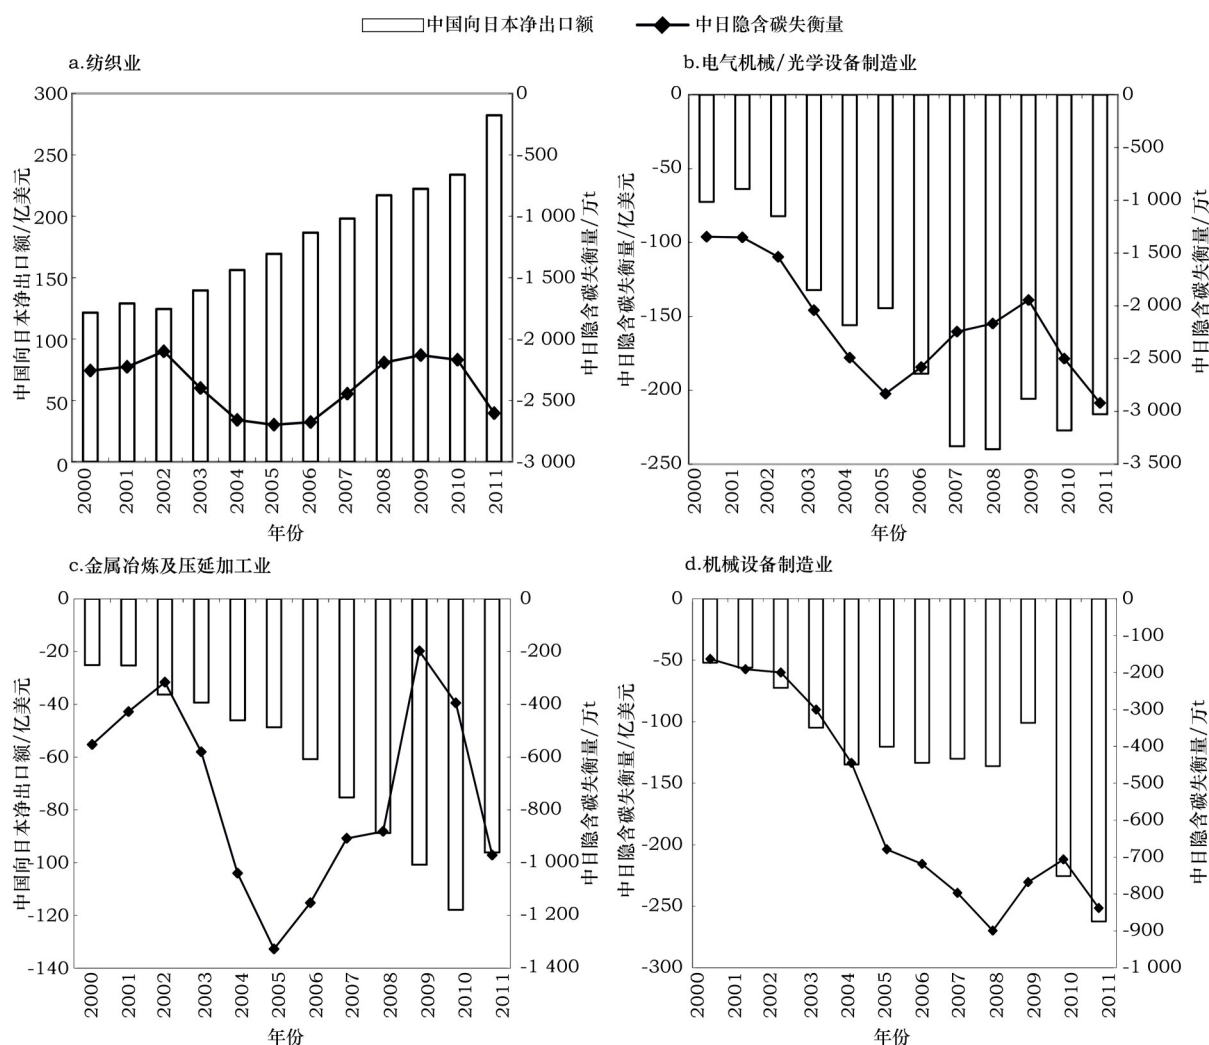 中国向日本净出口额 中日隐含碳失衡量
a.纺织业
300
250
200
150
100
50
0
中国向日本净出口额/亿美元
0
-500
-1 000
-1 500
-2 000
-2 500
-3 000
中日隐含碳失衡量/万t
2000 2001 2002 2003 2004 2005 2006 2007 2008 2009 2010 2011
年份
b.电气机械/光学设备制造业
0
-50
-100
-150
-200
-250
中日隐含碳失衡量/亿美元
0
-500
-1 000
-1 500
-2 000
-2 500
-3 000
-3 500
中日隐含碳失衡量/万t
2000 2001 2002 2003 2004 2005 2006 2007 2008 2009 2010 2011
年份
c.金属冶炼及压延加工业
0
-20
-40
-60
-80
-100
-120
-140
中国向日本净出口额/亿美元
0
-200
-400
-600
-800
-1 000
-1 200
-1 400
中日隐含碳失衡量/万t
2000 2001 2002 2003 2004 2005 2006 2007 2008 2009 2010 2011
年份
d.机械设备制造业
0
-50
-100
-150
-200
-250
-300
中日隐含碳失衡量/亿美元
0
-100
-200
-300
-400
-500
-600
-700
-800
-900
-1 000
中日隐含碳失衡量/万t
2000 2001 2002 2003 2004 2005 2006 2007 2008 2009 2010 2011
年份